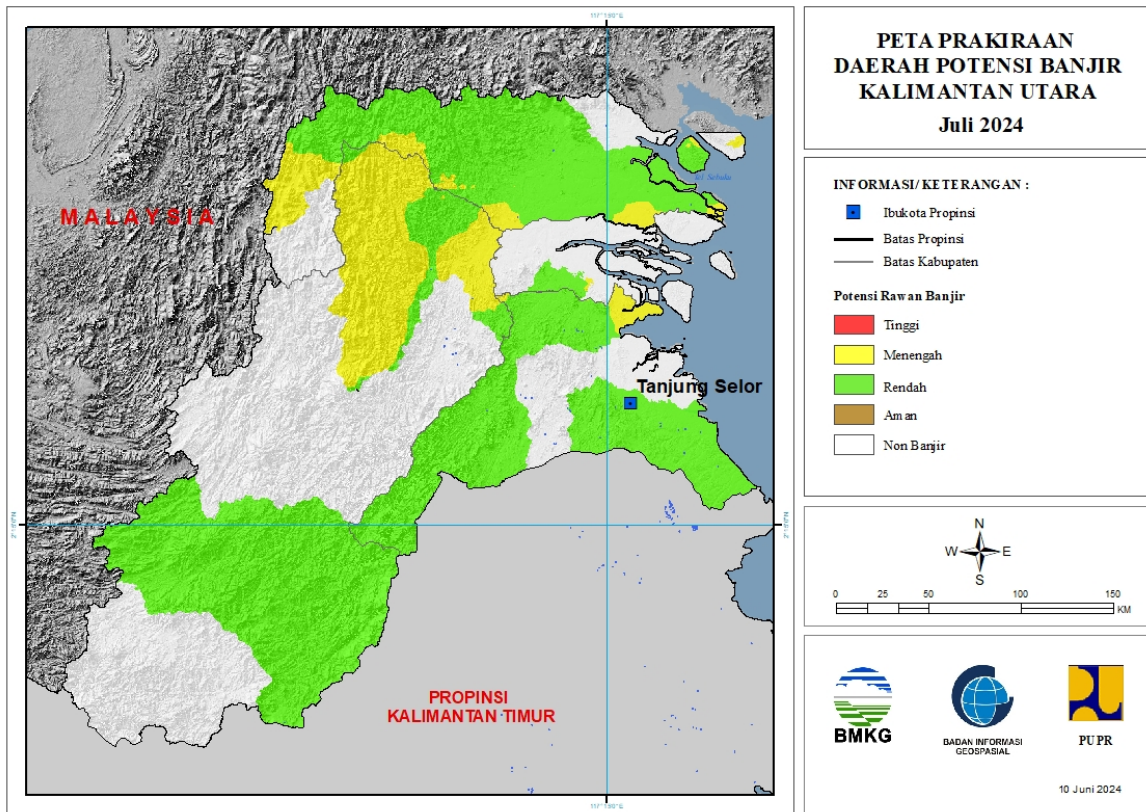 PETA PRAKIRAAN
DAERAH POTENSI BANJIR
KALIMANTAN UTARA
Juli 2024
INFORMASI/ KETERANGAN :
Ibukota Propinsi
Batas Propinsi
Batas Kabupaten
Potensi Rawan Banjir
Tinggi
Menengah
Rendah
Aman
Non Banjir
N
W E
S
0 25 50 100 150
KM
BMKG
BADAN INFORMASI
GEOSPASIAL
PUPR
10 Juni 2024
MALAYSIA
Tanjung Selor
PROPINSI
KALIMANTAN TIMUR